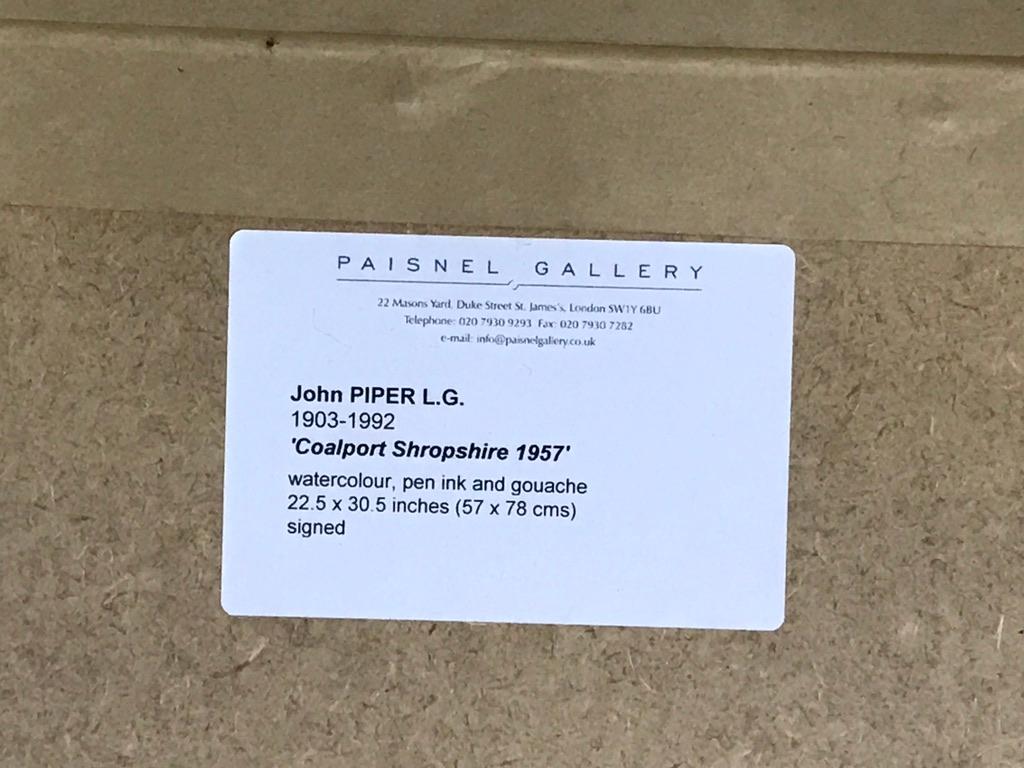 PAISNEL GALLERY
22 Masons Yard, Duke Street St. James's, London SW1Y 6BU
Telephone: 020 7930 9293 Fax: 020 7930 7282
e-mail: info@paisnelgallery.co.uk
John PIPER L.G.
1903-1992
'Coalport Shropshire 1957'
watercolour, pen ink and gouache
22.5 x 30.5 inches (57 x 78 cms)
signed